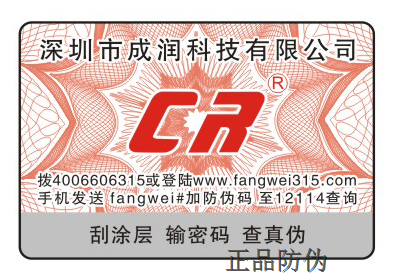 深圳市成润科技有限公司
CR®
拨4006606315或登陆www.fangwei315.com
手机发送 fangwei#加防伪码 至12114查询
刮涂层 输密码 查真伪
正品防伪